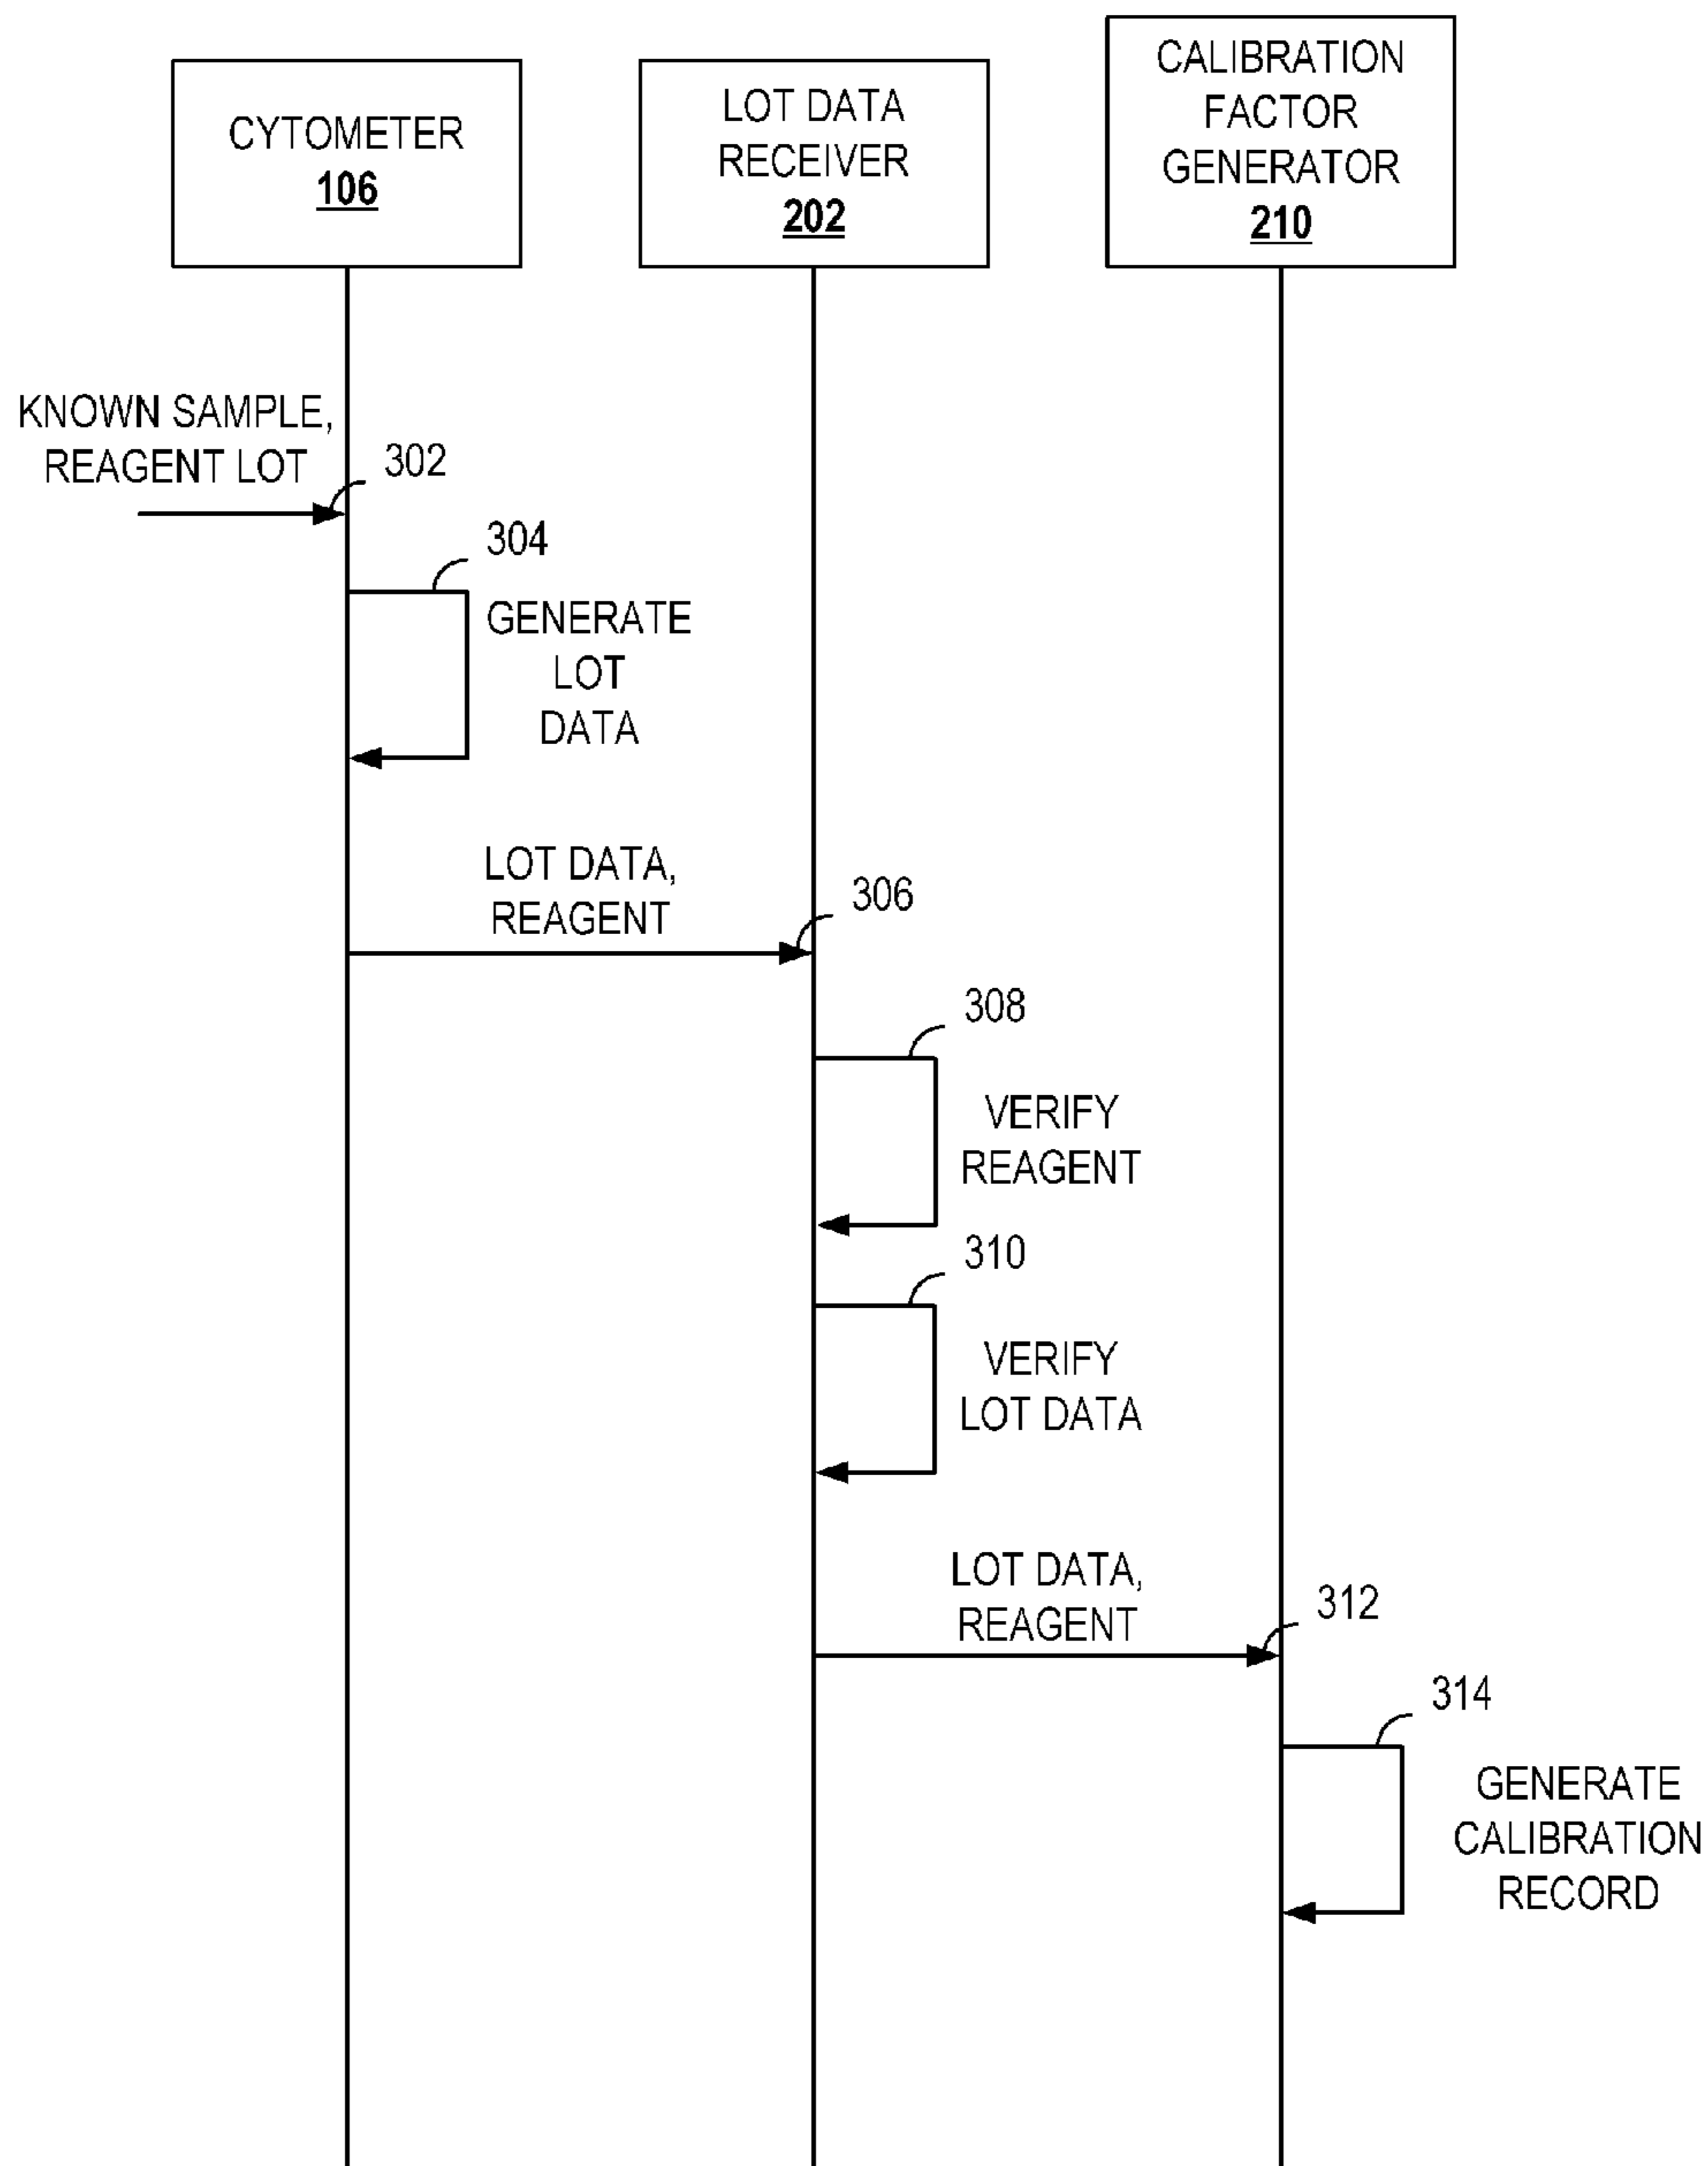 CYTOMETER
106
LOT DATA
RECEIVER
202
CALIBRATION
FACTOR
GENERATOR
210
KNOWN SAMPLE,
REAGENT LOT
302
304
GENERATE
LOT
DATA
LOT DATA,
REAGENT
306
308
VERIFY
REAGENT
310
VERIFY
LOT DATA
LOT DATA,
REAGENT
312
314
GENERATE
CALIBRATION
RECORD